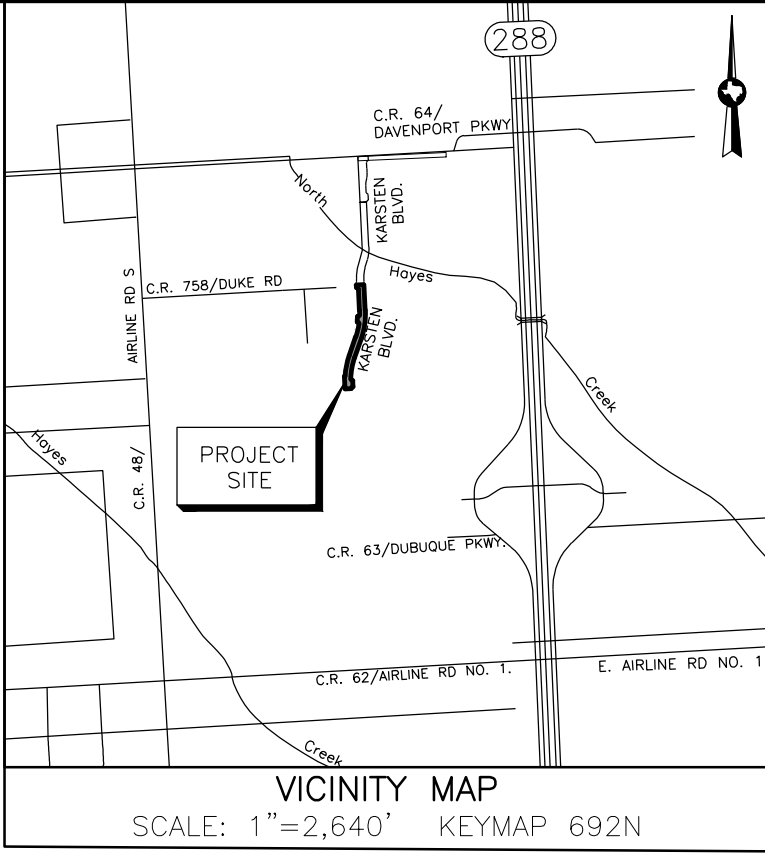 288
C.R. 64/
DAVENPORT PKWY
North
KARSTEN
BLVD.
Hayes
C.R. 758/DUKE RD
AIRLINE RD S
KARSTEN
BLVD.
Creek
Hayes
PROJECT
SITE
C.R. 48/
C.R. 63/DUBUQUE PKWY.
C.R. 62/AIRLINE RD NO. 1.
E. AIRLINE RD NO. 1
Creek
VICINITY MAP
SCALE: 1"=2,640' KEYMAP 692N